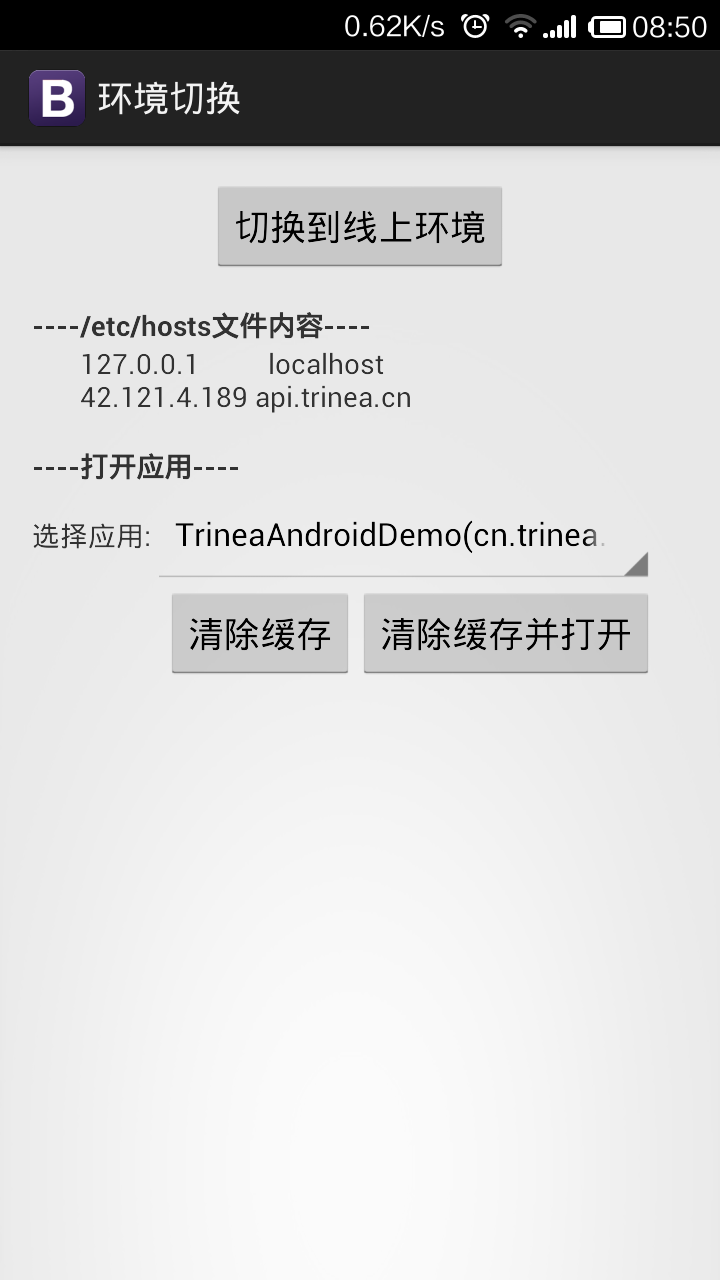 0.62K/s 08:50
B 环境切换
切换到线上环境
----/etc/hosts文件内容----
127.0.0.1 localhost
42.121.4.189 api.trinea.cn
----打开应用----
选择应用: TrineaAndroidDemo(cn.trinea.
清除缓存 清除缓存并打开